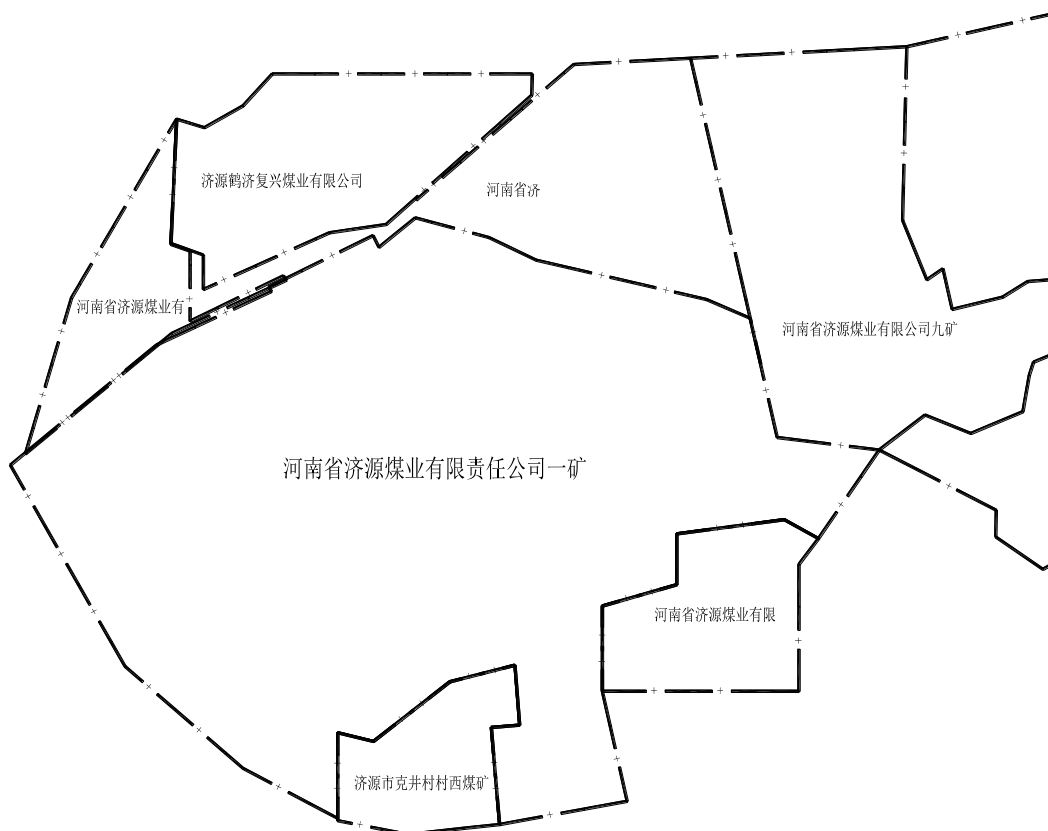 济源鹤济复兴煤业有限公司
河南省济
河南省济源煤业有
河南省济源煤业有限公司九矿
河南省济源煤业有限责任公司一矿
河南省济源煤业有限
济源市克井村村西煤矿